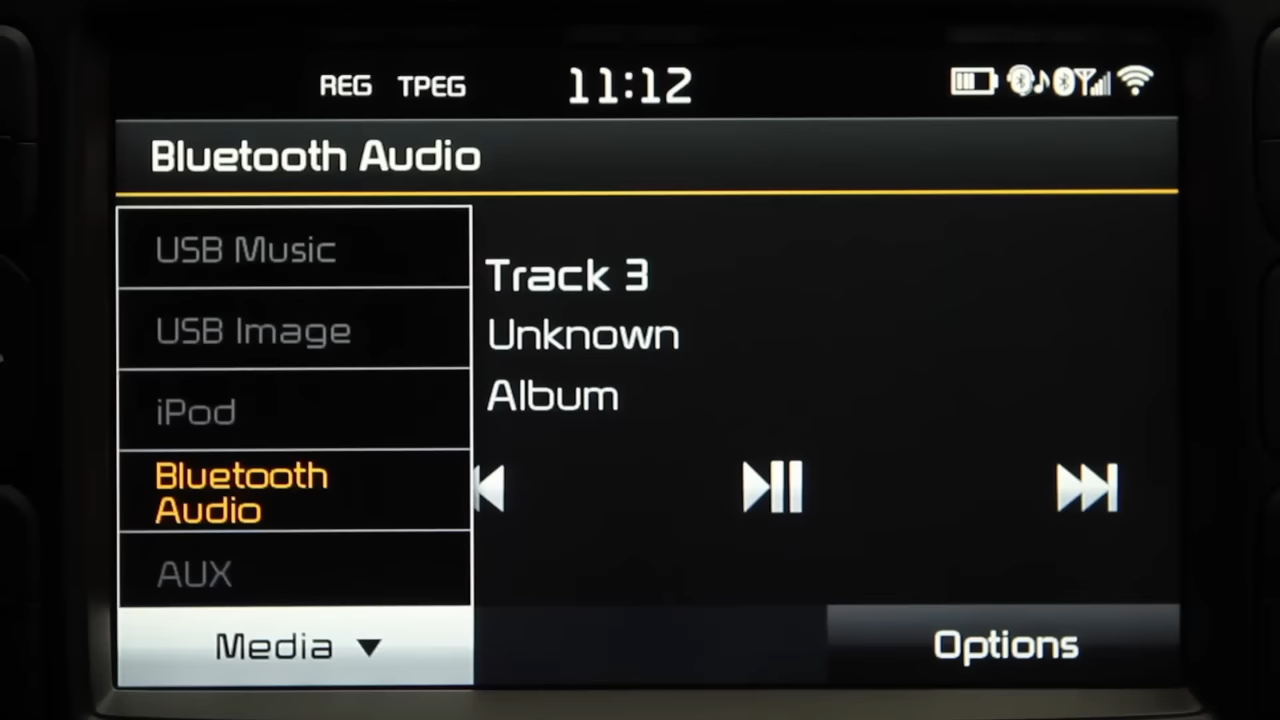 REG TPEG 11:12
Bluetooth Audio
USB Music
USB Image
iPod
Bluetooth
Audio
AUX
Track 3
Unknown
Album
Media
Options